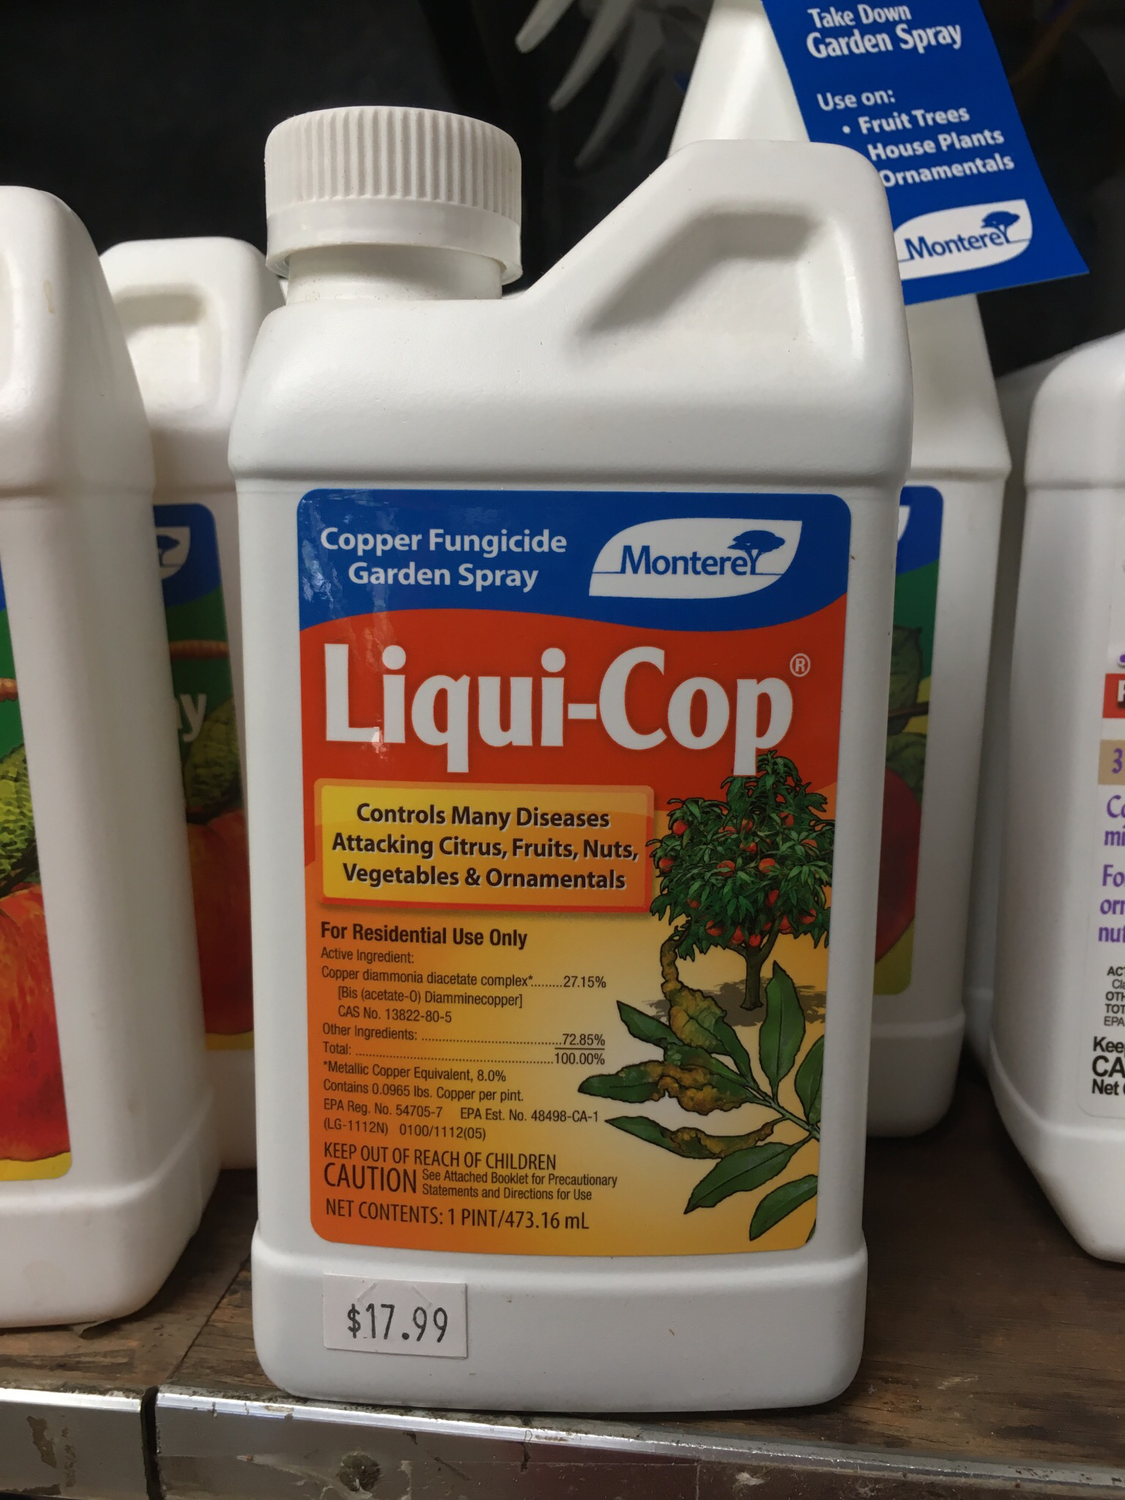 Take Down
Garden Spray
Use on:
• Fruit Trees
House Plants
Ornamentals
Monterey
Copper Fungicide
Garden Spray
Monterey
Liqui-Cop®
Controls Many Diseases
Attacking Citrus, Fruits, Nuts,
Vegetables & Ornamentals
For Residential Use Only
Active Ingredient:
Copper diammonia diacetate complex*.........27.15%
[Bis (acetate-O) Diamminecopper]
CAS No. 13822-80-5
Other Ingredients: ........................................72.85%
Total: .......................................................100.00%
*Metallic Copper Equivalent, 8.0%
Contains 0.0965 lbs. Copper per pint.
EPA Reg. No. 54705-7 EPA Est. No. 48498-CA-1
(LG-1112N) 0100/1112(05)
KEEP OUT OF REACH OF CHILDREN
CAUTION See Attached Booklet for Precautionary
Statements and Directions for Use
NET CONTENTS: 1 PINT/473.16 mL
$17.99